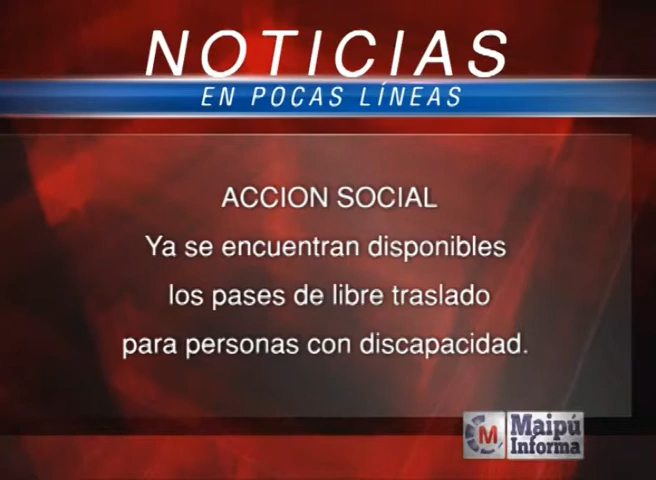 NOTICIAS
EN POCAS LÍNEAS
ACCION SOCIAL
Ya se encuentran disponibles
los pases de libre traslado
para personas con discapacidad.
M
Maipú
Informa